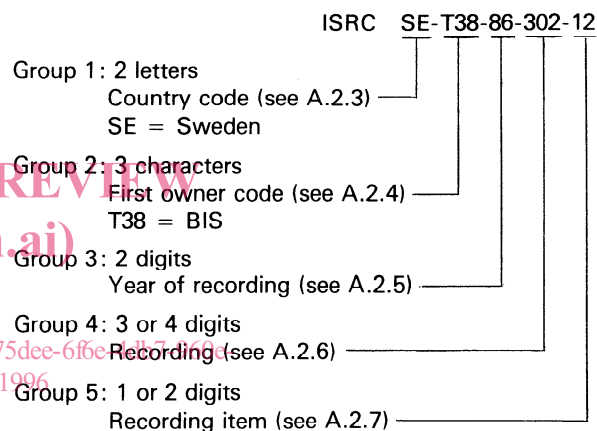 ISRC SE-T38-86-302-12
Group 1: 2 letters
Country code (see A.2.3)
SE = Sweden
Group 2: 3 characters
REVIEW
First owner code (see A.2.4)
T38 = BIS
.ai)
Group 3: 2 digits
Year of recording (see A.2.5)
Group 4: 3 or 4 digits
Recording (see A.2.6)
1996
Group 5: 1 or 2 digits
Recording item (see A.2.7)